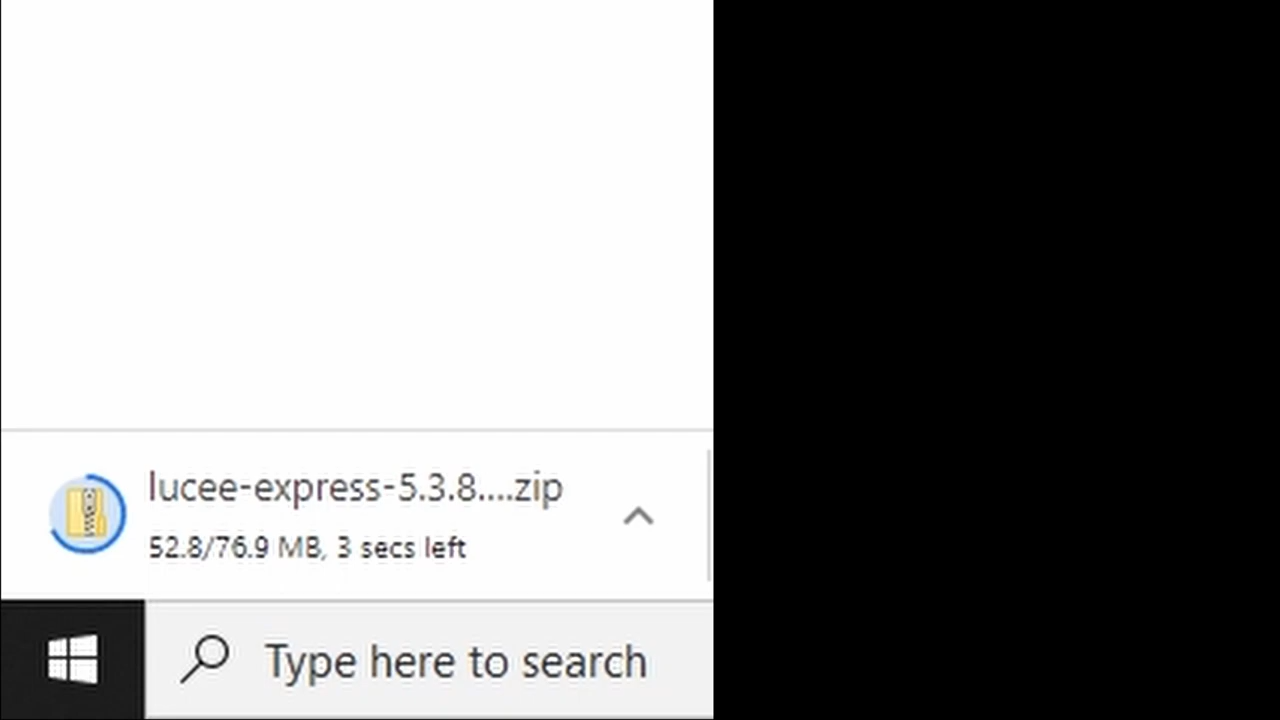 lucee-express-5.3.8....zip
52.8/76.9 MB, 3 secs left
Type here to search